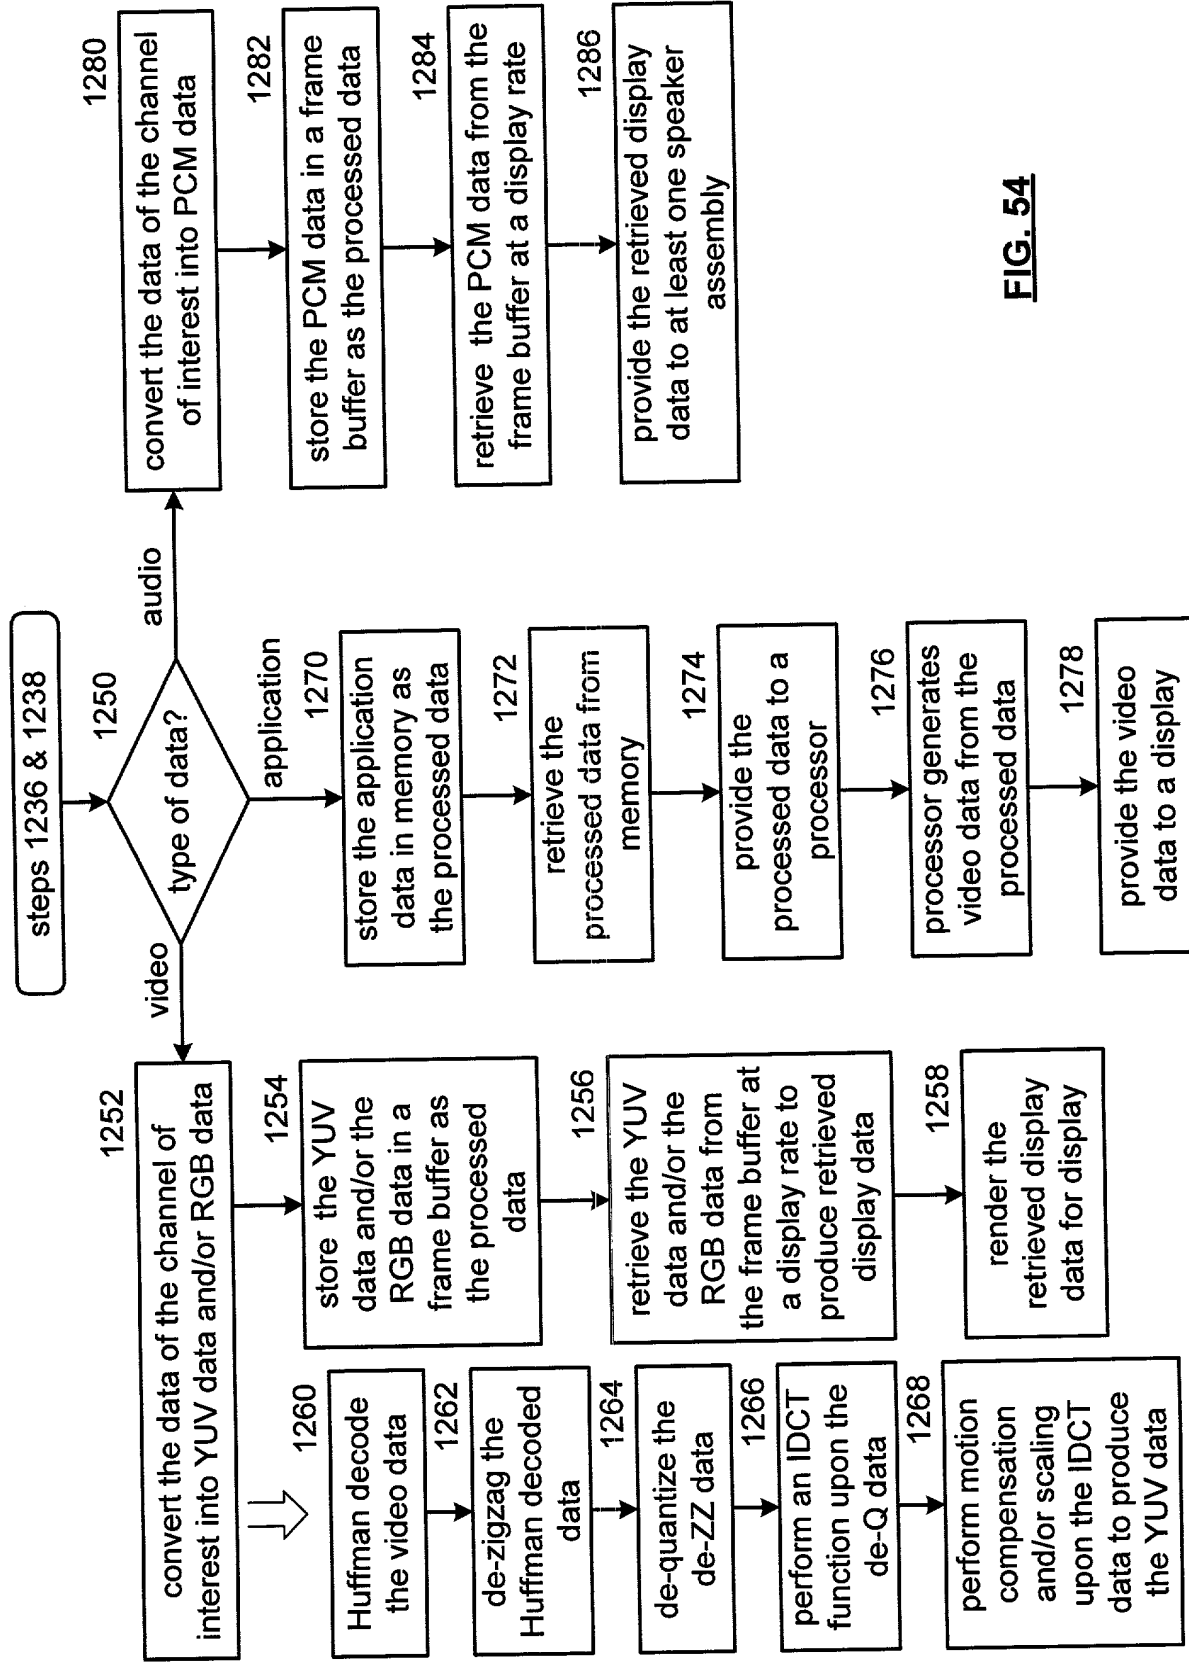 steps 1236 & 1238
1250
type of data?
video
application
audio
1252
convert the data of the channel of
interest into YUV data and/or RGB data
1254
store the YUV
data and/or the
RGB data in a
frame buffer as
the processed
data
1256
retrieve the YUV
data and/or the
RGB data from
the frame buffer at
a display rate to
produce retrieved
display data
1258
render the
retrieved display
data for display
1260
Huffman decode
the video data
1262
de-zigzag the
Huffman decoded
data
1264
de-quantize the
de-ZZ data
1266
perform an IDCT
function upon the
de-Q data
1268
perform motion
compensation
and/or scaling
upon the IDCT
data to produce
the YUV data
1270
store the application
data in memory as
the processed data
1272
retrieve the
processed data from
memory
1274
provide the
processed data to a
processor
1276
processor generates
video data from the
processed data
1278
provide the video
data to a display
1280
convert the data of the channel
of interest into PCM data
1282
store the PCM data in a frame
buffer as the processed data
1284
retrieve the PCM data from the
frame buffer at a display rate
1286
provide the retrieved display
data to at least one speaker
assembly
FIG. 54